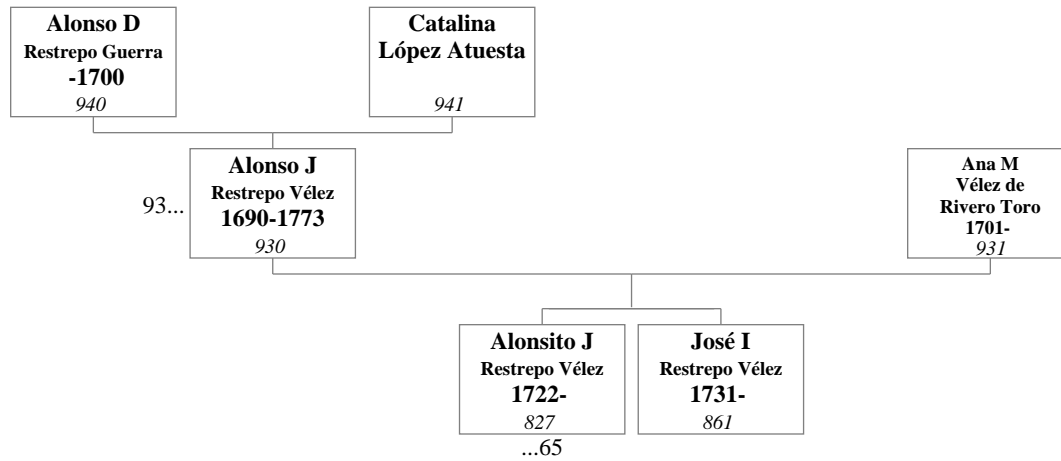 Alonso D
Restrepo Guerra
-1700
940
Catalina
López Atuesta
941
93...
Alonso J
Restrepo Vélez
1690-1773
930
Ana M
Vélez de
Rivero Toro
1701-
931
Alonsito J
Restrepo Vélez
1722-
827
...65
José I
Restrepo Vélez
1731-
861